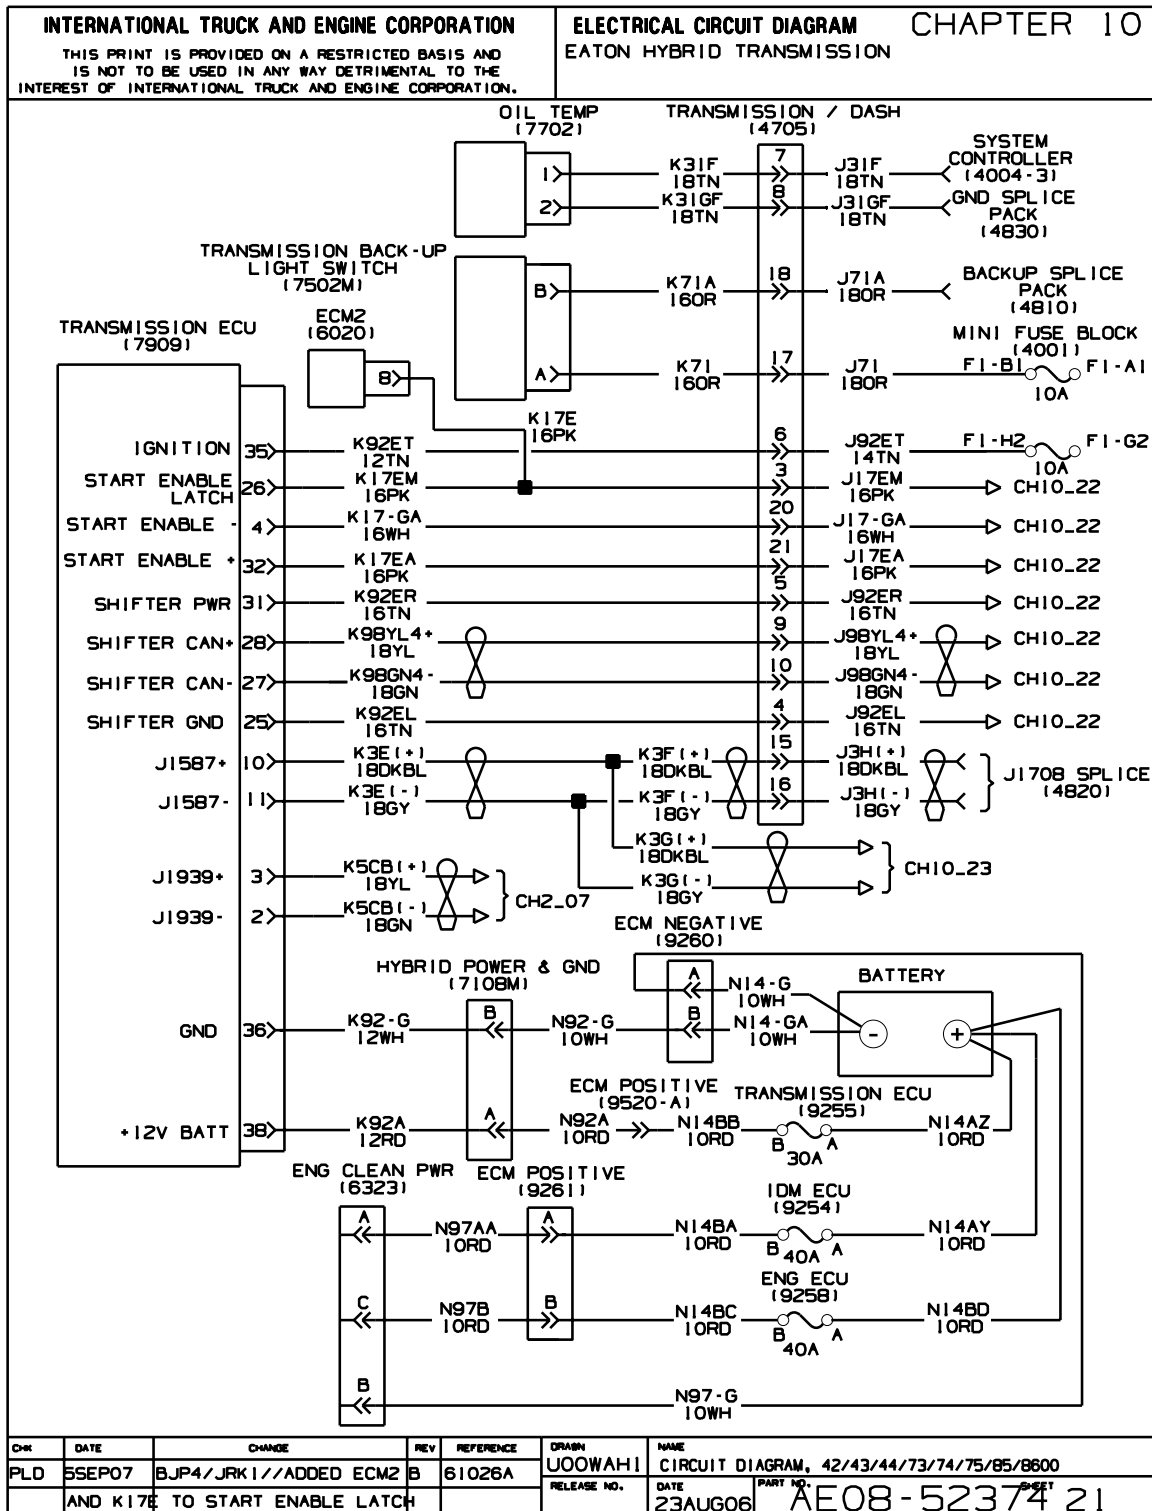 INTERNATIONAL TRUCK AND ENGINE CORPORATION
THIS PRINT IS PROVIDED ON A RESTRICTED BASIS AND
IS NOT TO BE USED IN ANY WAY DETRIMENTAL TO THE
INTEREST OF INTERNATIONAL TRUCK AND ENGINE CORPORATION.
ELECTRICAL CIRCUIT DIAGRAM
CHAPTER 10
EATON HYBRID TRANSMISSION
OIL TEMP
(7702)
TRANSMISSION / DASH
(4705)
1
K31F
18TN
7
J31F
18TN
SYSTEM
CONTROLLER
(4004-3)
2
K31GF
18TN
8
J31GF
18TN
GND SPLICE
PACK
(4830)
TRANSMISSION BACK-UP
LIGHT SWITCH
(7502M)
B
K71A
16OR
18
J71A
18OR
BACKUP SPLICE
PACK
(4810)
A
K71
16OR
17
J71
18OR
MINI FUSE BLOCK
(4001)
F1-B1
F1-A1
10A
TRANSMISSION ECU
(7909)
ECM2
(6020)
8
K17E
16PK
IGNITION
35
K92ET
12TN
6
J92ET
14TN
F1-H2
F1-G2
10A
START ENABLE
LATCH
26
K17EM
16PK
3
J17EM
16PK
CH10_22
START ENABLE -
4
K17-GA
16WH
20
J17-GA
16WH
CH10_22
START ENABLE +
32
K17EA
16PK
21
J17EA
16PK
CH10_22
SHIFTER PWR
31
K92ER
16TN
5
J92ER
16TN
CH10_22
SHIFTER CAN+
28
K98YL4+
18YL
9
J98YL4+
18YL
CH10_22
SHIFTER CAN-
27
K98GN4-
18GN
10
J98GN4-
18GN
CH10_22
SHIFTER GND
25
K92EL
16TN
4
J92EL
16TN
CH10_22
J1587+
10
K3E(+)
18DKBL
K3F(+)
18DKBL
15
J3H(+)
18DKBL
J1587-
11
K3E(-)
18GY
K3F(-)
18GY
16
J3H(-)
18GY
J1708 SPLICE
(4820)
K3G(+)
18DKBL
K3G(-)
18GY
CH10_23
J1939+
3
K5CB(+)
18YL
J1939-
2
K5CB(-)
18GN
CH2_07
ECM NEGATIVE
(9260)
HYBRID POWER & GND
(7108M)
BATTERY
A
N14-G
10WH
GND
36
K92-G
12WH
B
N92-G
10WH
B
N14-GA
10WH
-
+
ECM POSITIVE
(9520-A)
TRANSMISSION ECU
(9255)
+12V BATT
38
K92A
12RD
A
N92A
10RD
N14BB
10RD
B
A
30A
N14AZ
10RD
ENG CLEAN PWR
(6323)
ECM POSITIVE
(9261)
IDM ECU
(9254)
A
N97AA
10RD
A
N14BA
10RD
B
A
40A
N14AY
10RD
ENG ECU
(9258)
C
N97B
10RD
B
N14BC
10RD
B
A
40A
N14BD
10RD
B
N97-G
10WH
CHK
DATE
CHANGE
REV
REFERENCE
DRAWN
NAME
PLD
5SEP07
BJP4/JRK1//ADDED ECM2
B
61026A
U00WAH1
CIRCUIT DIAGRAM, 42/43/44/73/74/75/85/8600
AND K17E TO START ENABLE LATCH
RELEASE NO.
DATE
23AUG06
PART NO.
AE08-52374
SHEET
21